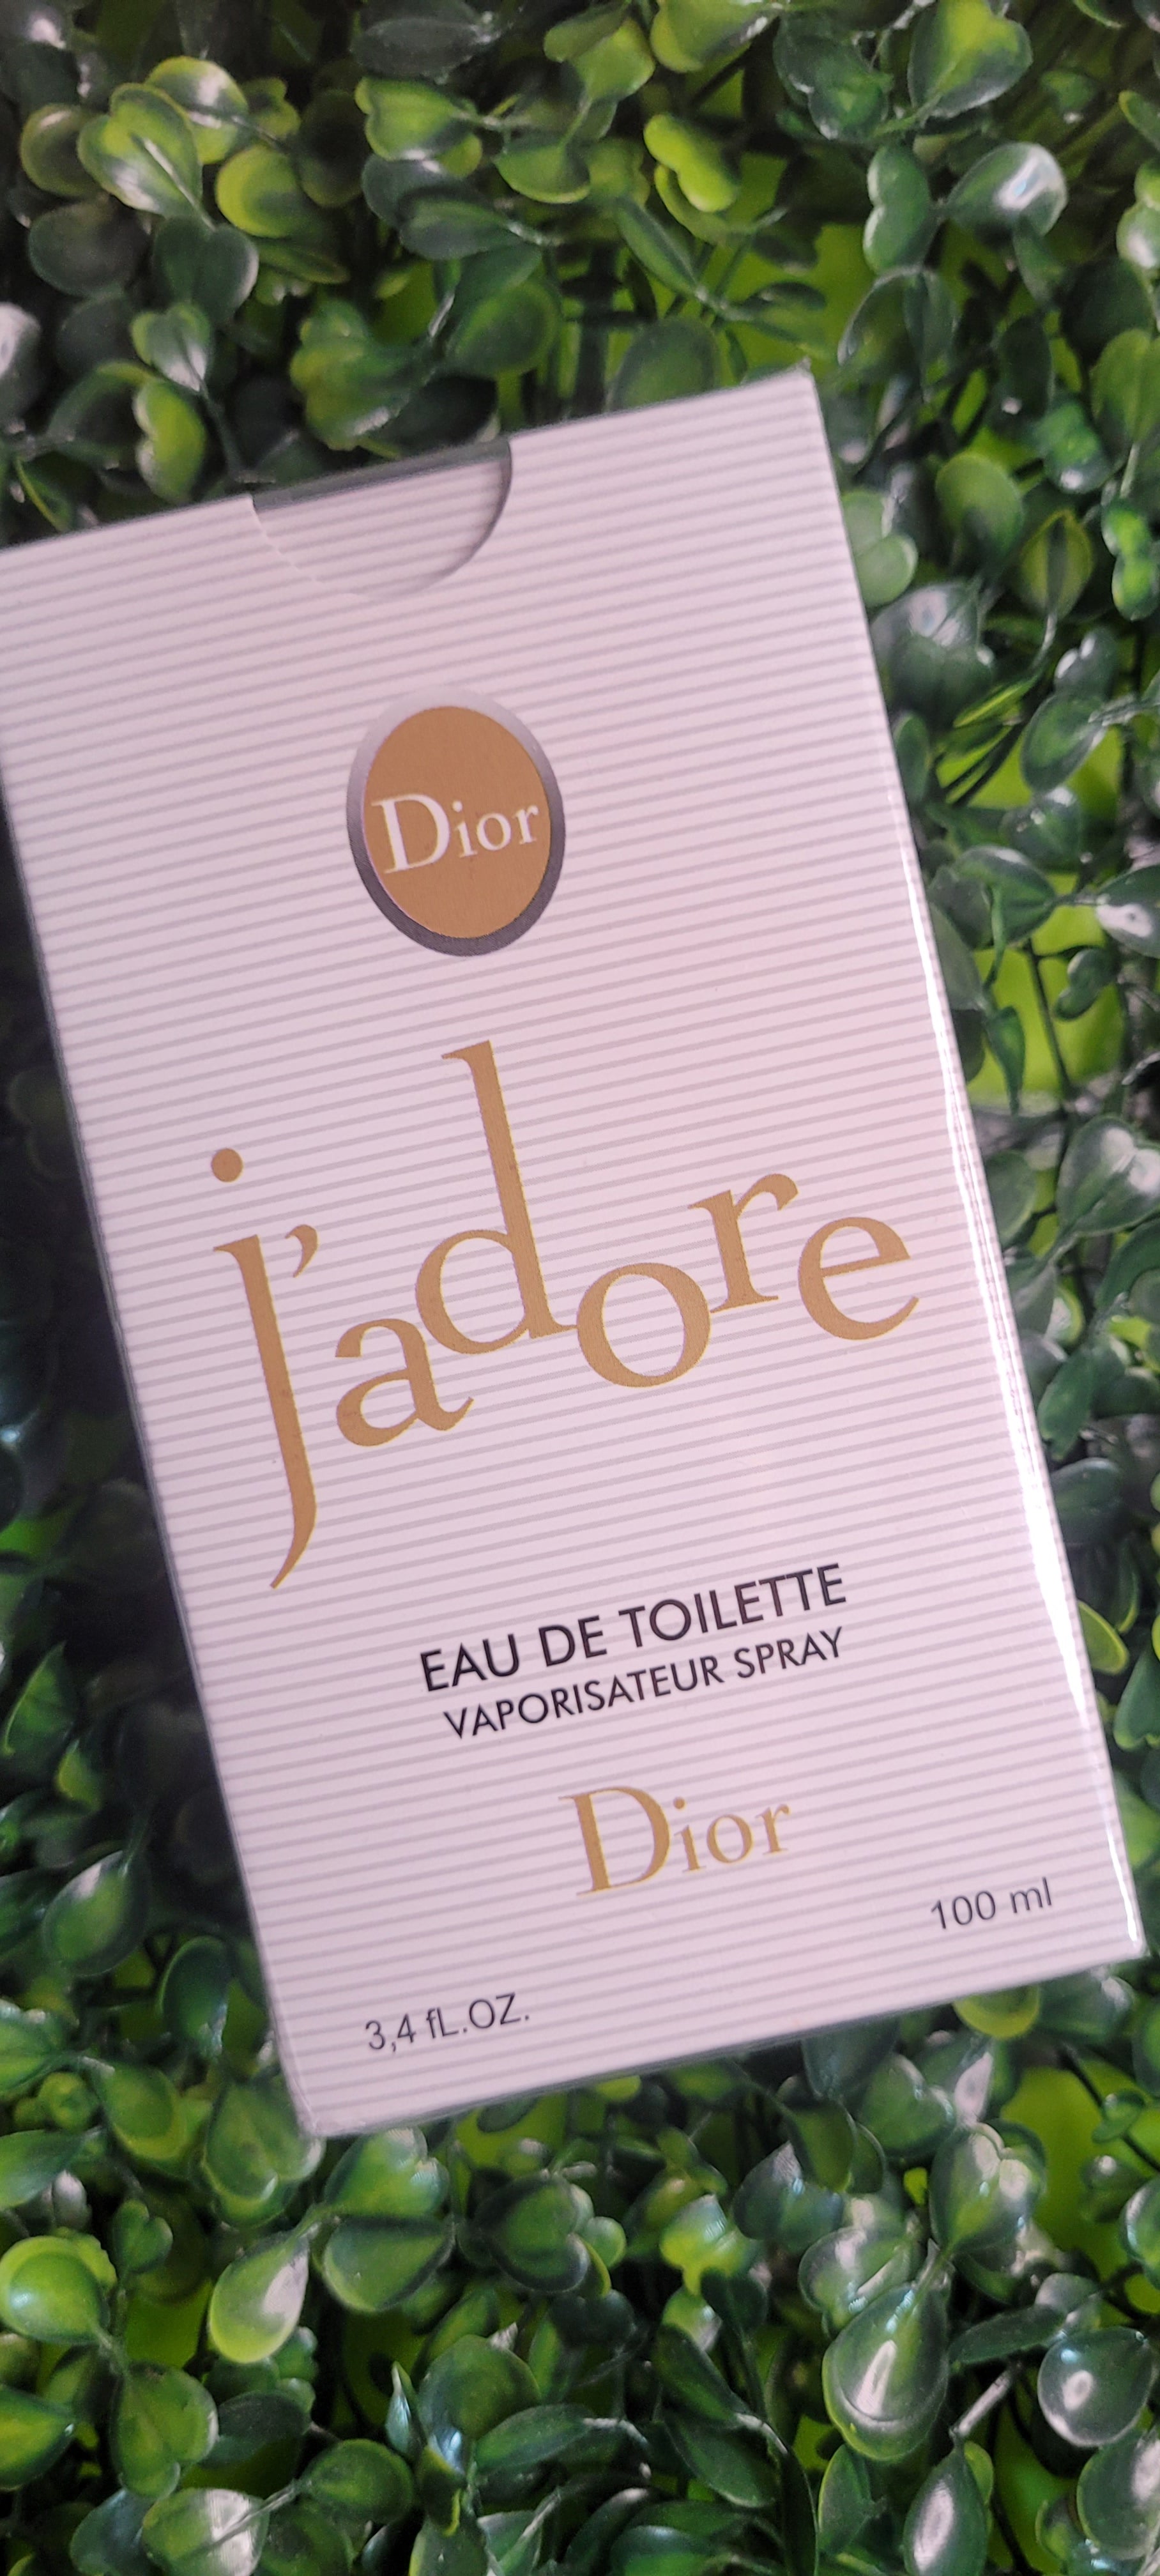 Dior
j'adore
EAU DE TOILETTE
VAPORISATEUR SPRAY
Dior
100 ml
3,4 fL.OZ.